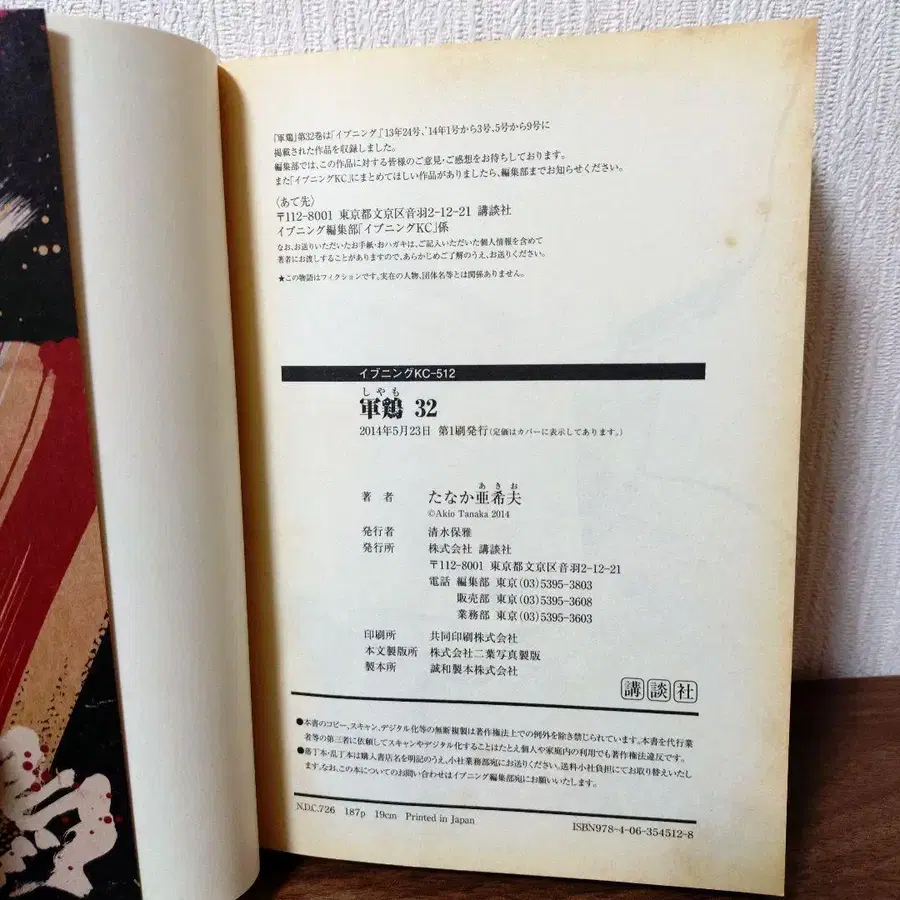 『軍鶏』第32巻は「イブニング」'13年24号、'14年1号から3号、5号から9号に
掲載された作品を収録しました。
編集部では、この作品に対する皆様のご意見・ご感想をお待ちしております。
また「イブニングKC」にまとめてほしい作品がありましたら、編集部までお知らせください。
〈あて先〉
〒112-8001 東京都文京区音羽2-12-21 講談社
イブニング編集部「イブニングKC」係
なお、お送りいただいたお手紙・おハガキは、ご記入いただいた個人情報を含めて
著者にお渡しすることがありますので、あらかじめご了解のうえ、お送りください。
★この物語はフィクションです。実在の人物、団体名等とは関係ありません。
イブニングKC-512
しゃも
軍鶏 32
2014年5月23日 第1刷発行(定価はカバーに表示してあります。)
あきお
著者 たなか亜希夫
©Akio Tanaka 2014
発行者 清水保雅
発行所 株式会社 講談社
〒112-8001 東京都文京区音羽2-12-21
電話 編集部 東京(03)5395-3803
販売部 東京(03)5395-3608
業務部 東京(03)5395-3603
印刷所 共同印刷株式会社
本文製版所 株式会社二葉写真製版
製本所 誠和製本株式会社
講談社
●本書のコピー、スキャン、デジタル化等の無断複製は著作権法上での例外を除き禁じられています。本書を代行業
者等の第三者に依頼してスキャンやデジタル化することはたとえ個人や家庭内の利用でも著作権法違反です。
●落丁本・乱丁本は購入書店名を明記のうえ、小社業務部宛にお送りください。送料小社負担にてお取り替えいたし
ます。なお、この本についてのお問い合わせはイブニング編集部宛にお願いいたします。
N.D.C.726 187p 19cm Printed in Japan
ISBN978-4-06-354512-8